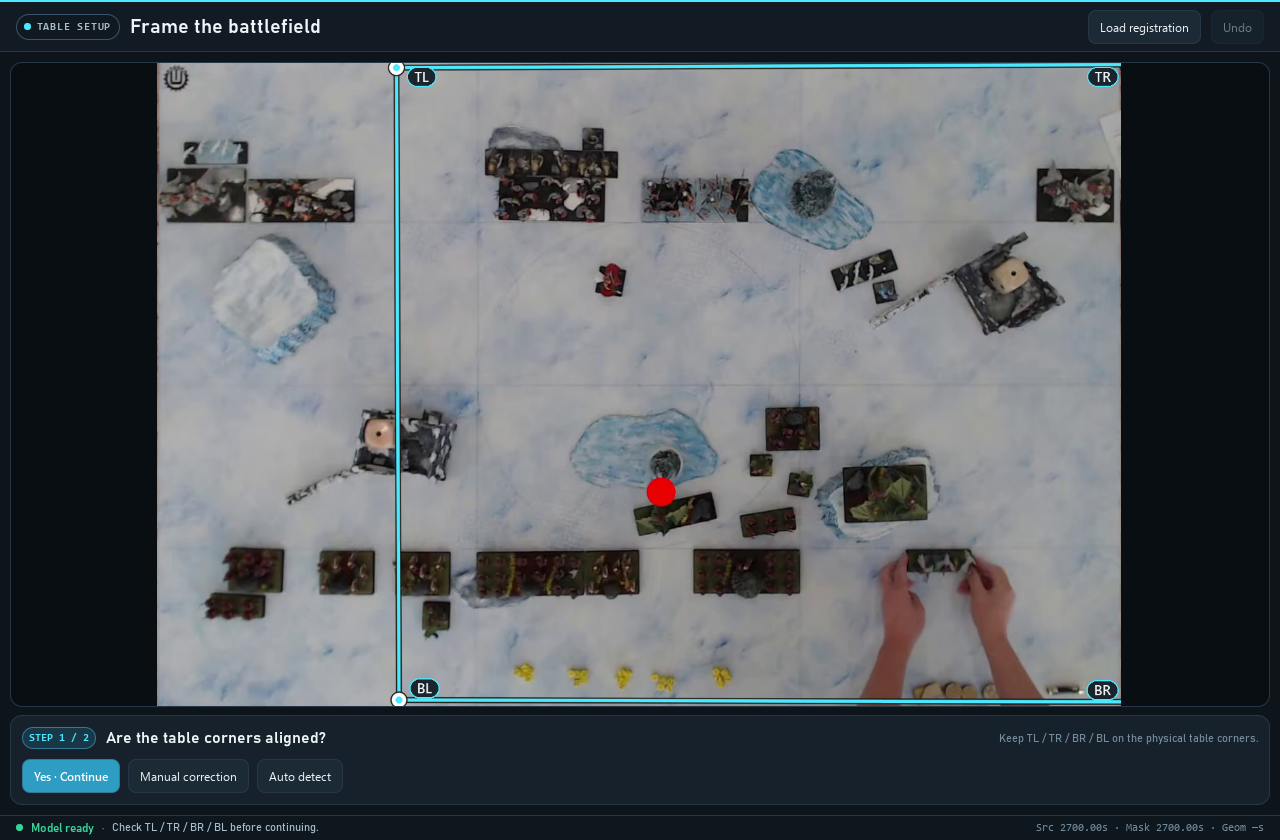 TABLE SETUP
Frame the battlefield
Load registration
Undo
TL
TR
BL
BR
STEP 1 / 2
Are the table corners aligned?
Keep TL / TR / BR / BL on the physical table corners.
Yes · Continue
Manual correction
Auto detect
Model ready · Check TL / TR / BR / BL before continuing.
Src 2700.00s · Mask 2700.00s · Geom —s